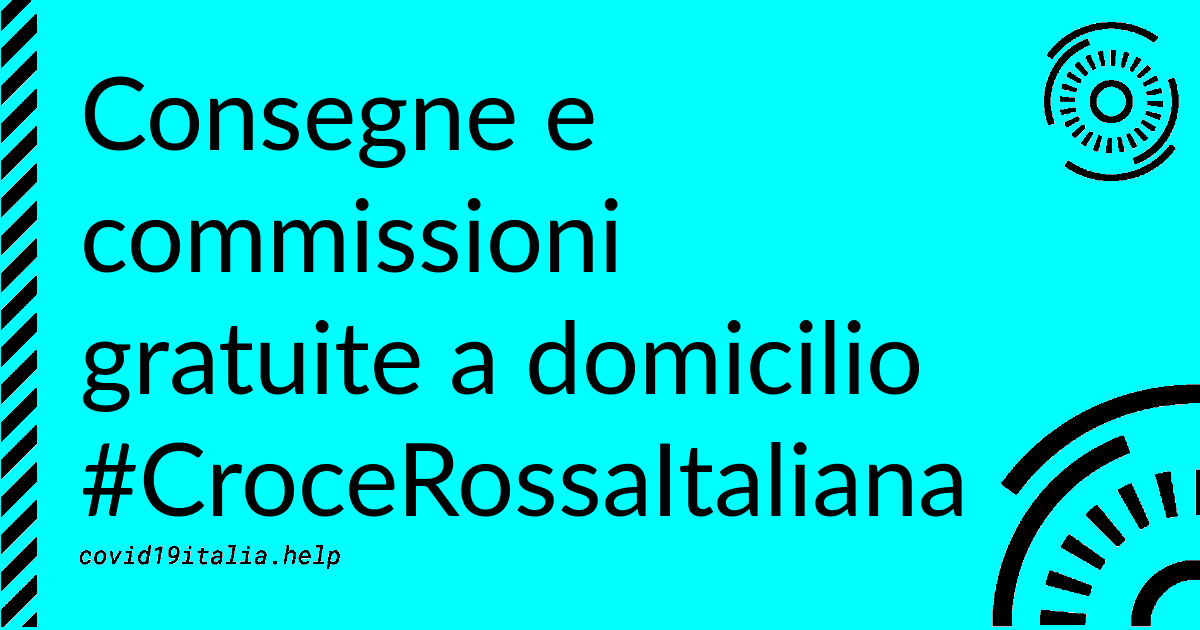 Consegne e
commissioni
gratuite a domicilio
#CroceRossaItaliana
covid19italia.help